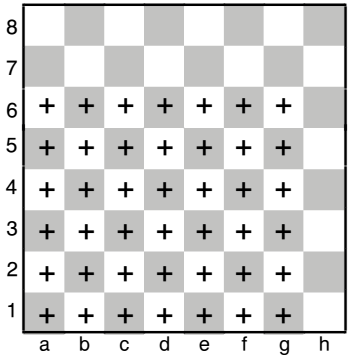 8
7
6 + + + + + + +
5 + + + + + + +
4 + + + + + + +
3 + + + + + + +
2 + + + + + + +
1 + + + + + + +
a b c d e f g h